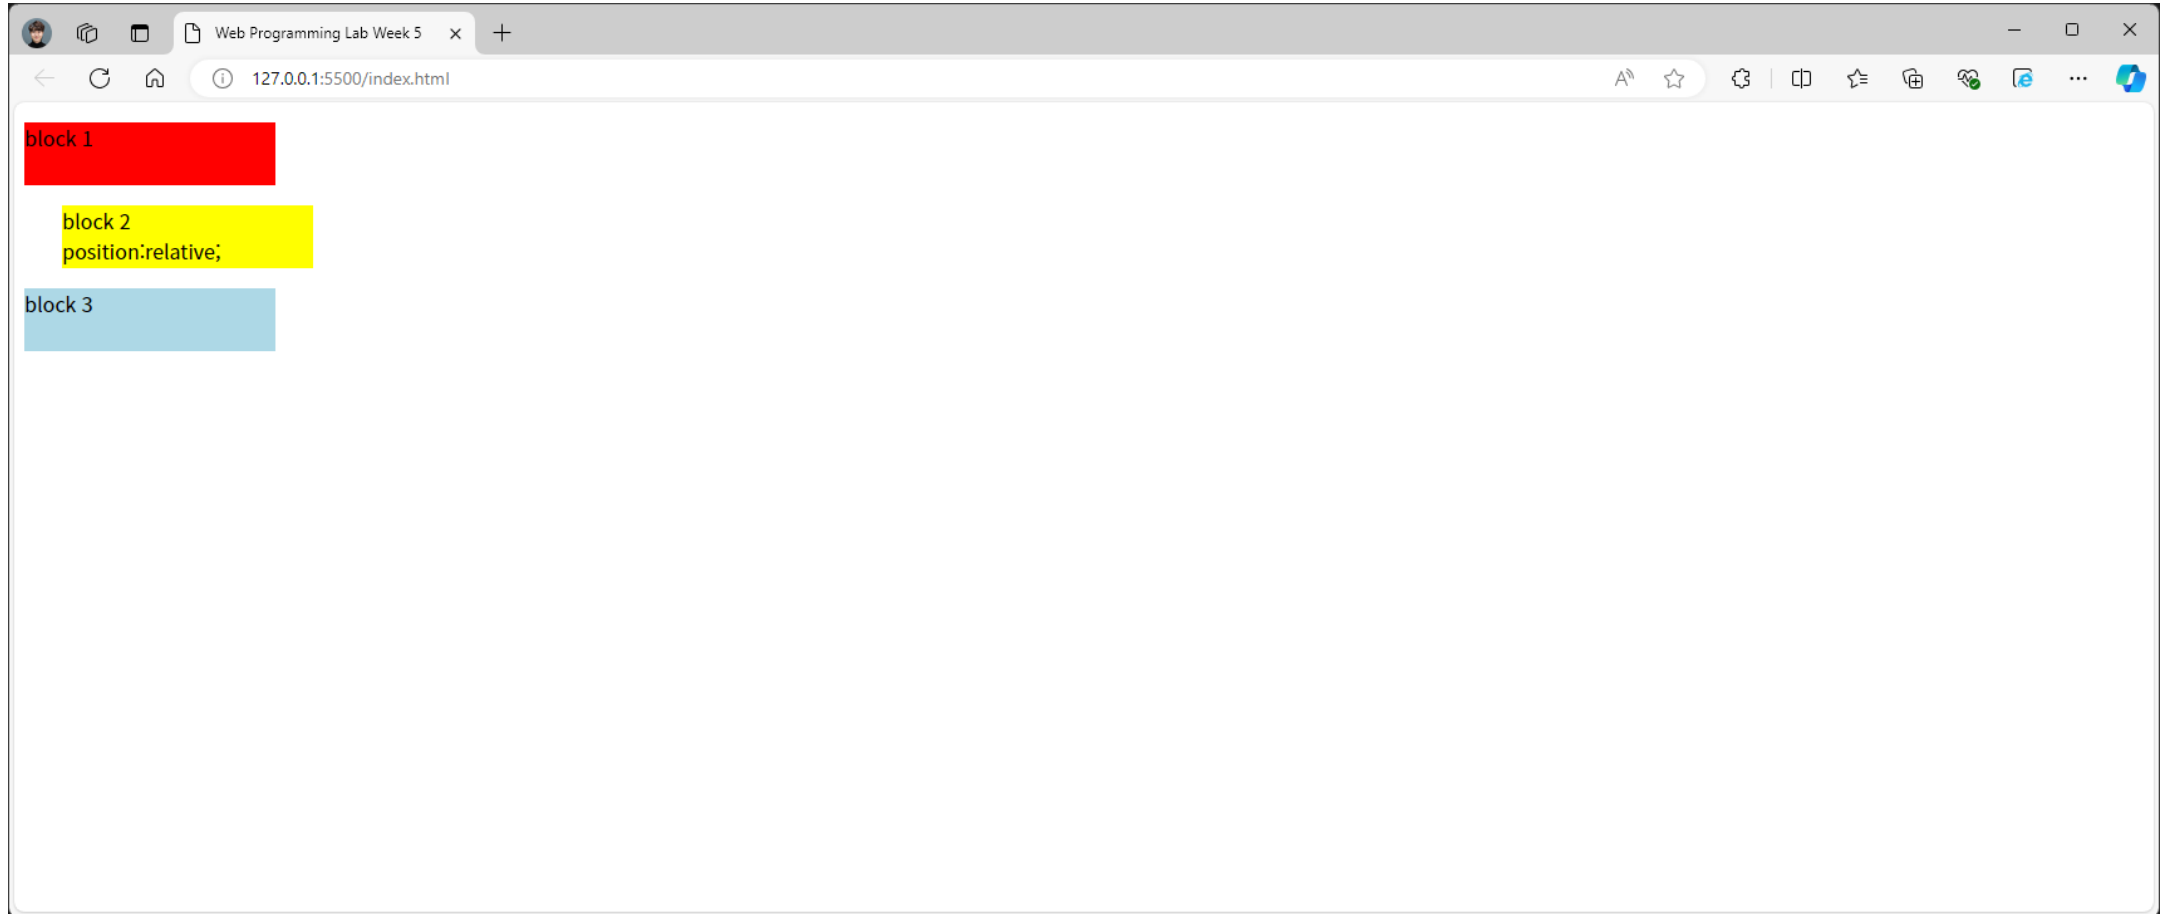 Web Programming Lab Week 5
127.0.0.1:5500/index.html
block 1
block 2
position:relative;
block 3